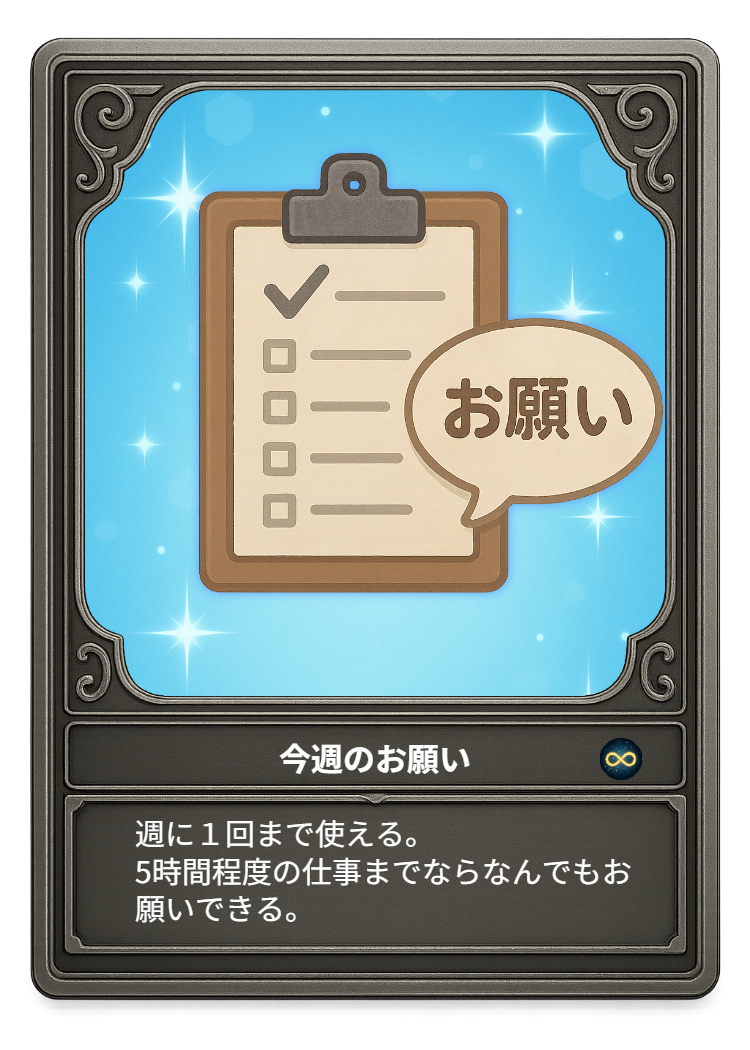 お願い
今週のお願い
週に１回まで使える。
5時間程度の仕事までならなんでもお
願いできる。